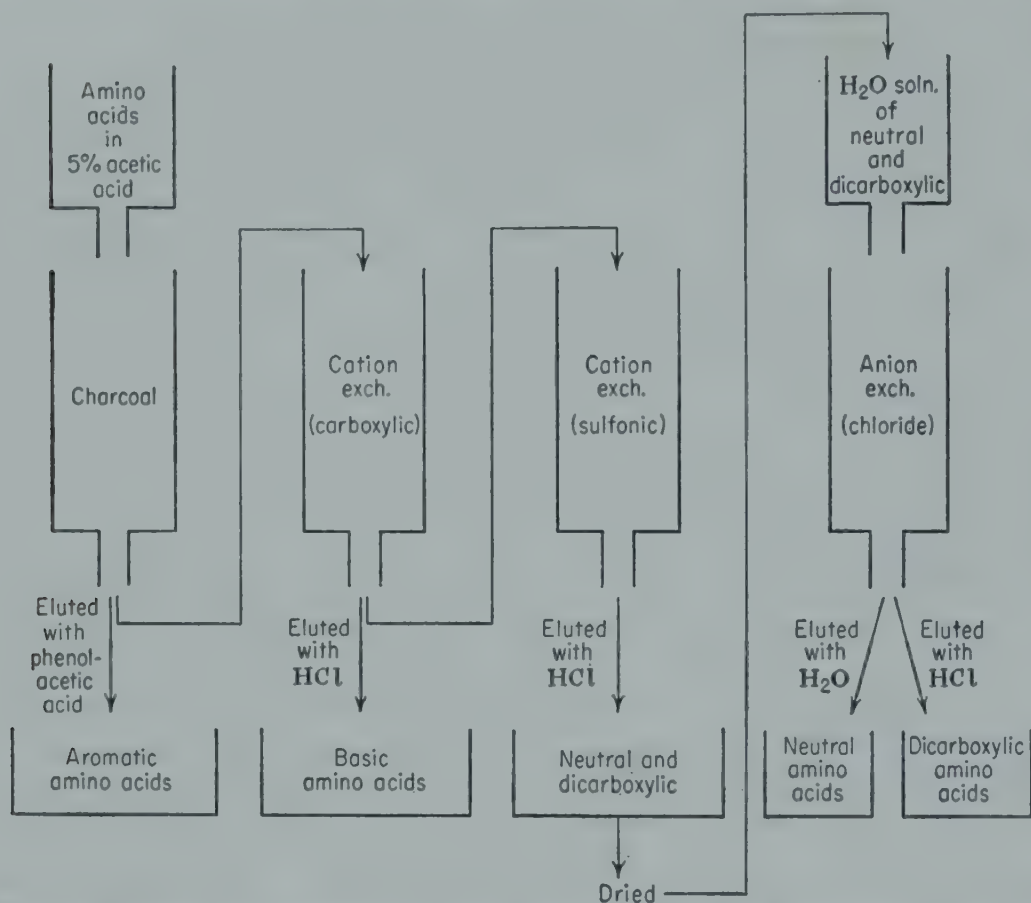 Amino
acids
in
5% acetic
acid
Charcoal
Eluted
with
phenol-
acetic
acid
Aromatic
amino acids
Cation
exch.
(carboxylic)
Eluted
with
HCl
Basic
amino acids
Cation
exch.
(sulfonic)
Eluted
with
HCl
Neutral and
dicarboxylic
Dried
H₂O soln.
of
neutral
and
dicarboxylic
Anion
exch.
(chloride)
Eluted
with
H₂O
Neutral
amino
acids
Eluted
with
HCl
Dicarboxylic
amino
acids